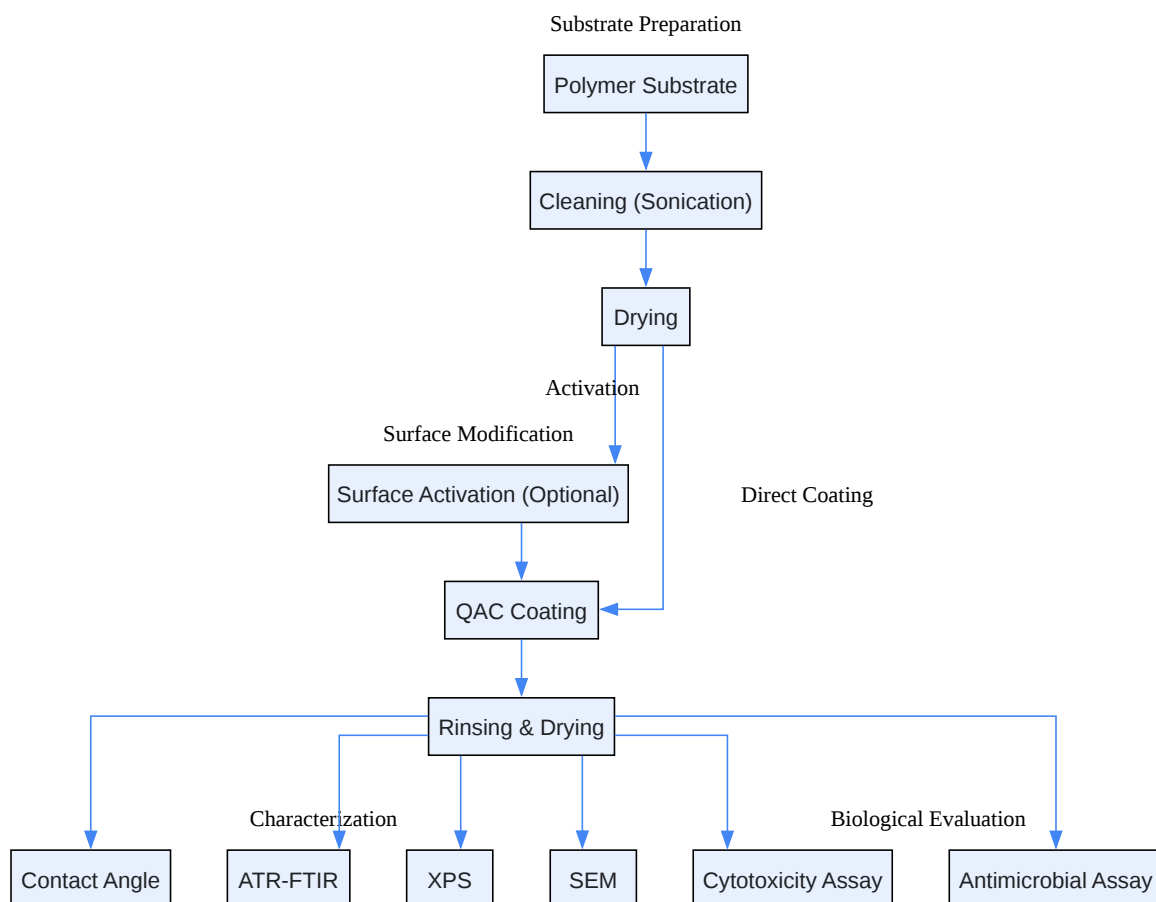 Substrate Preparation
Polymer Substrate
Cleaning (Sonication)
Drying
Activation
Surface Modification
Surface Activation (Optional)
Direct Coating
QAC Coating
Rinsing & Drying
Characterization
Biological Evaluation
Contact Angle
ATR-FTIR
XPS
SEM
Cytotoxicity Assay
Antimicrobial Assay